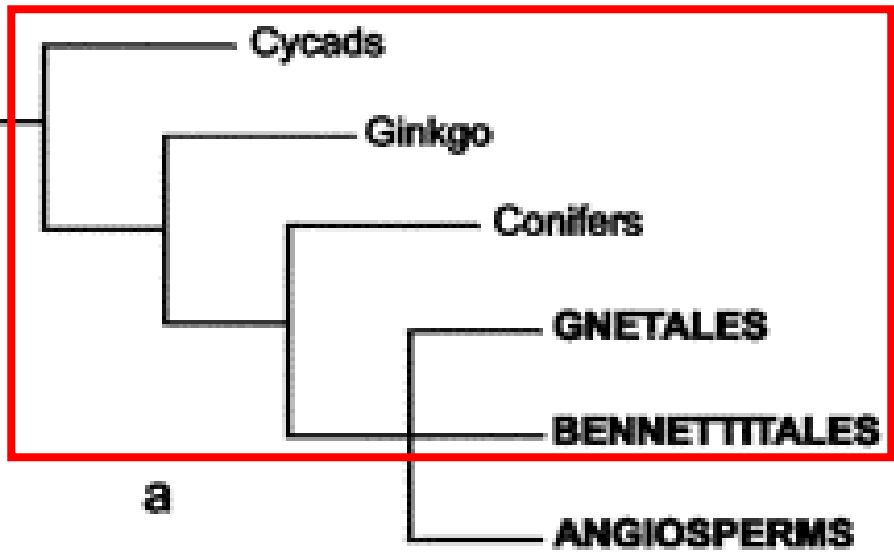 Cycads
Ginkgo
Conifers
GNETALES
BENNETTITALES
a
ANGIOSPERMS